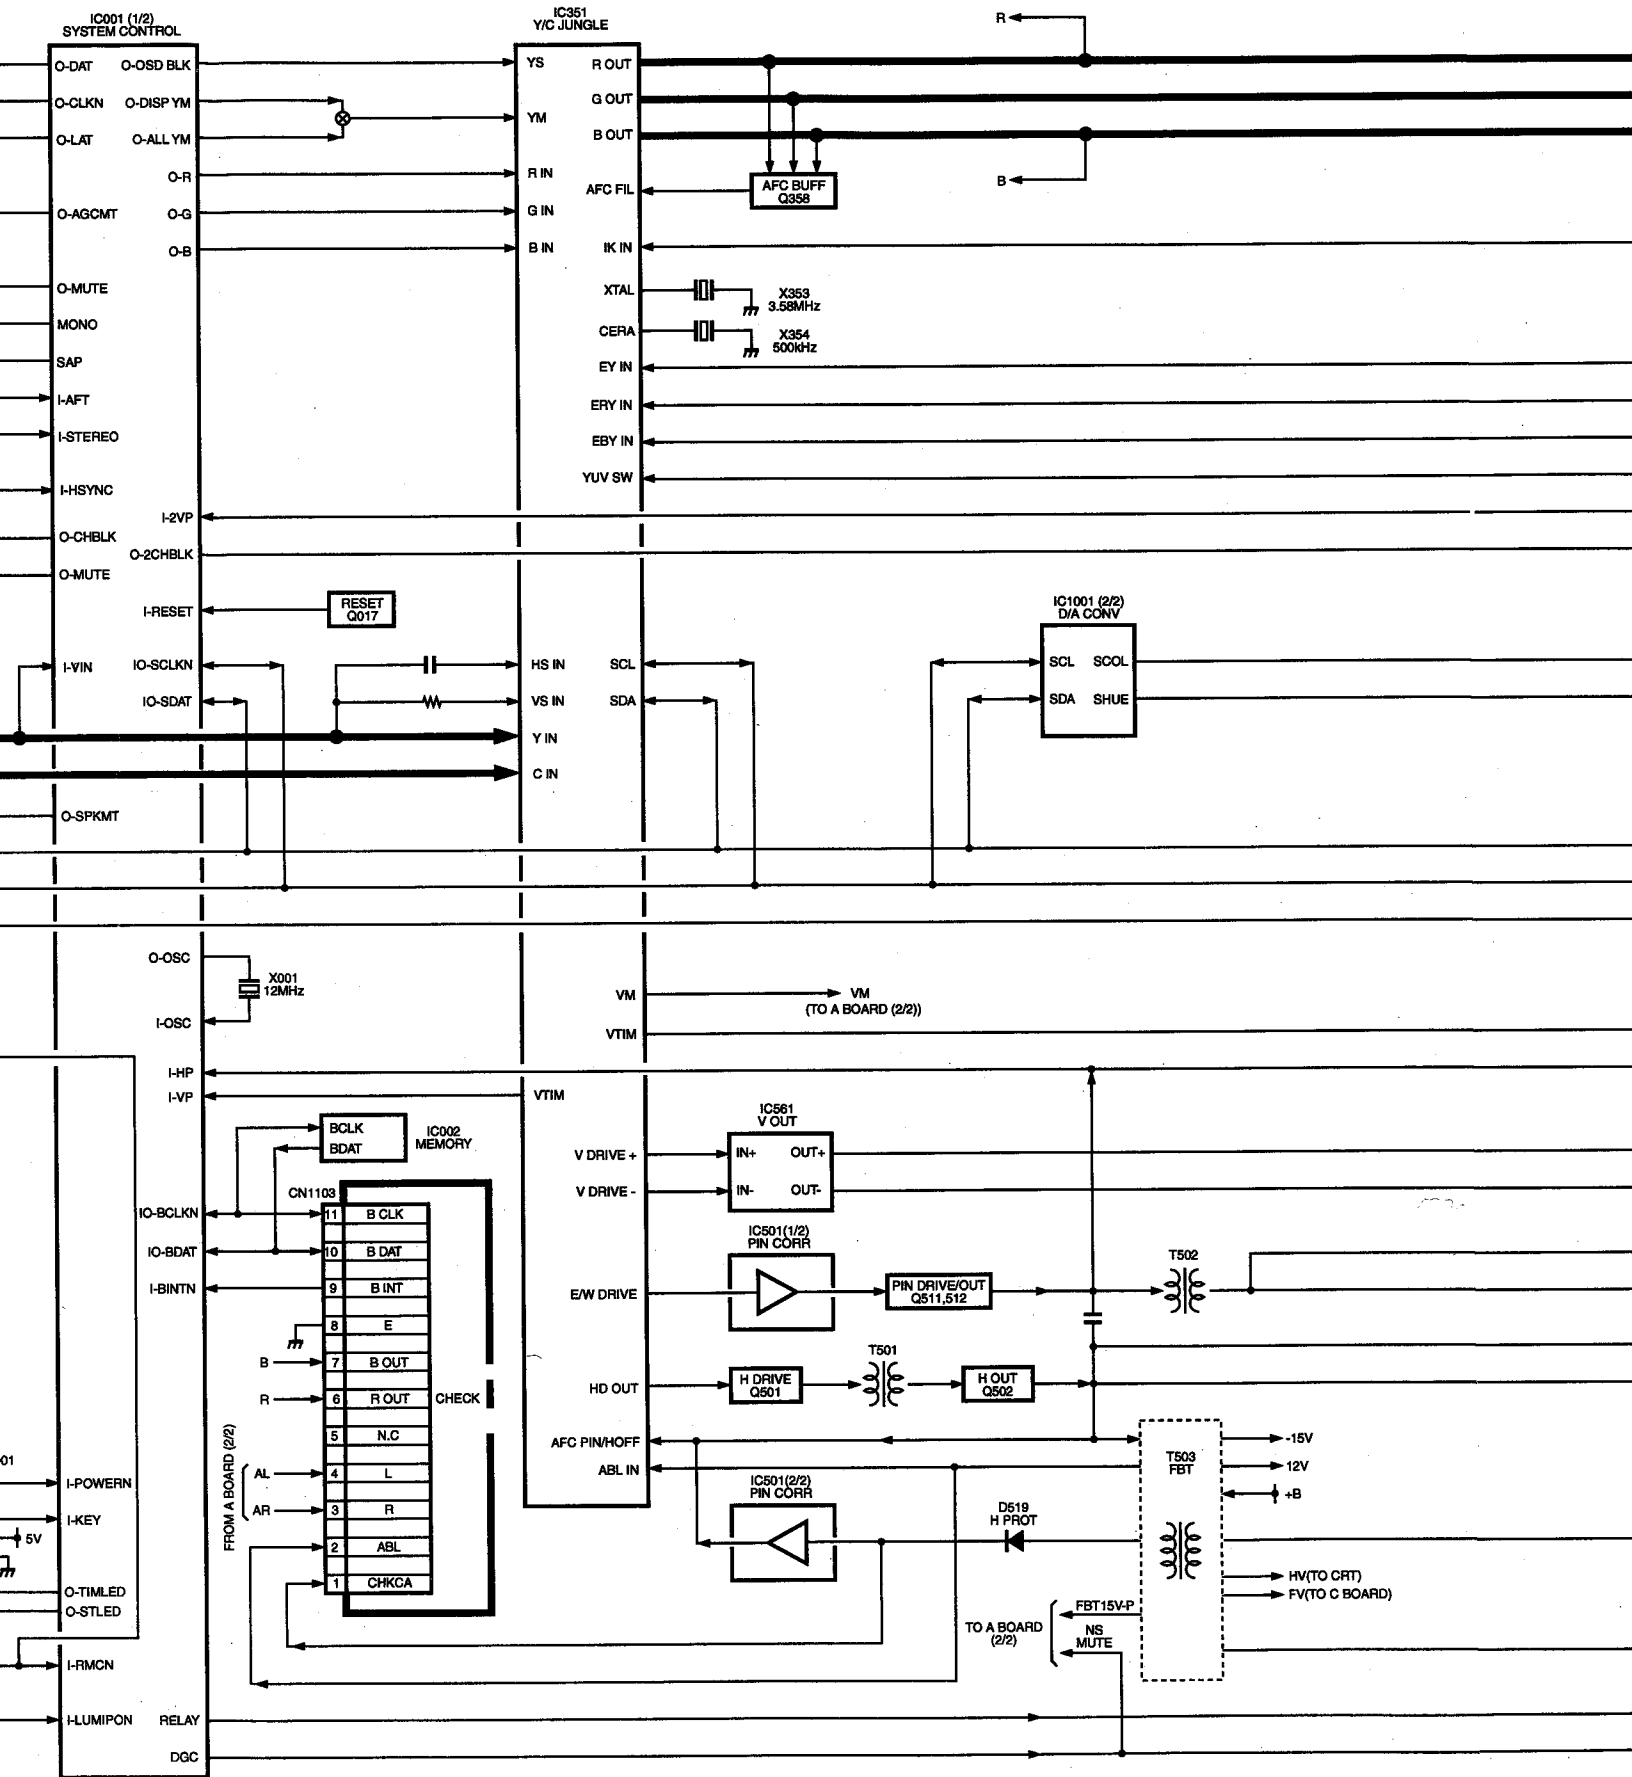 IC001 (1/2)
SYSTEM CONTROL
O-DAT
O-CLKN
O-LAT
O-AGCMT
O-MUTE
MONO
SAP
I-AFT
I-STEREO
I-HSYNC
O-CHBLK
O-MUTE
I-VIN
O-SPKMT
I-POWERN
I-KEY
O-TIMLED
O-STLED
I-RMCN
I-LUMIPON
O-OSD BLK
O-DISP YM
O-ALL YM
O-R
O-G
O-B
I-2VP
O-2CHBLK
I-RESET
IO-SCLKN
IO-SDAT
O-OSC
I-OSC
I-HP
I-VP
IO-BCLKN
IO-BDAT
I-BINTN
RELAY
DGC
01
5V
RESET
Q017
X001
12MHz
BCLK
BDAT
IC002
MEMORY
CN1103
11 B CLK
10 B DAT
9 B INT
8 E
B 7 B OUT
R 6 R OUT
5 N.C
AL 4 L
AR 3 R
2 ABL
1 CHKCA
CHECK
FROM A BOARD (2/2)
IC351
Y/C JUNGLE
YS
YM
R IN
G IN
B IN
HS IN
VS IN
Y IN
C IN
VTIM
R OUT
G OUT
B OUT
AFC FIL
IK IN
XTAL
CERA
EY IN
ERY IN
EBY IN
YUV SW
SCL
SDA
VM
VTIM
V DRIVE +
V DRIVE -
E/W DRIVE
HD OUT
AFC PIN/HOFF
ABL IN
R
B
AFC BUFF
Q358
X353
3.58MHz
X354
500kHz
IC1001 (2/2)
D/A CONV
SCL SCOL
SDA SHUE
VM
(TO A BOARD (2/2))
IC561
V OUT
IN+ OUT+
IN- OUT-
IC501(1/2)
PIN CORR
PIN DRIVE/OUT
Q511,512
T502
H DRIVE
Q501
T501
H OUT
Q502
IC501(2/2)
PIN CORR
D519
H PROT
T503
FBT
-15V
12V
+B
HV(TO CRT)
FV(TO C BOARD)
TO A BOARD
(2/2)
FBT15V-P
NS
MUTE